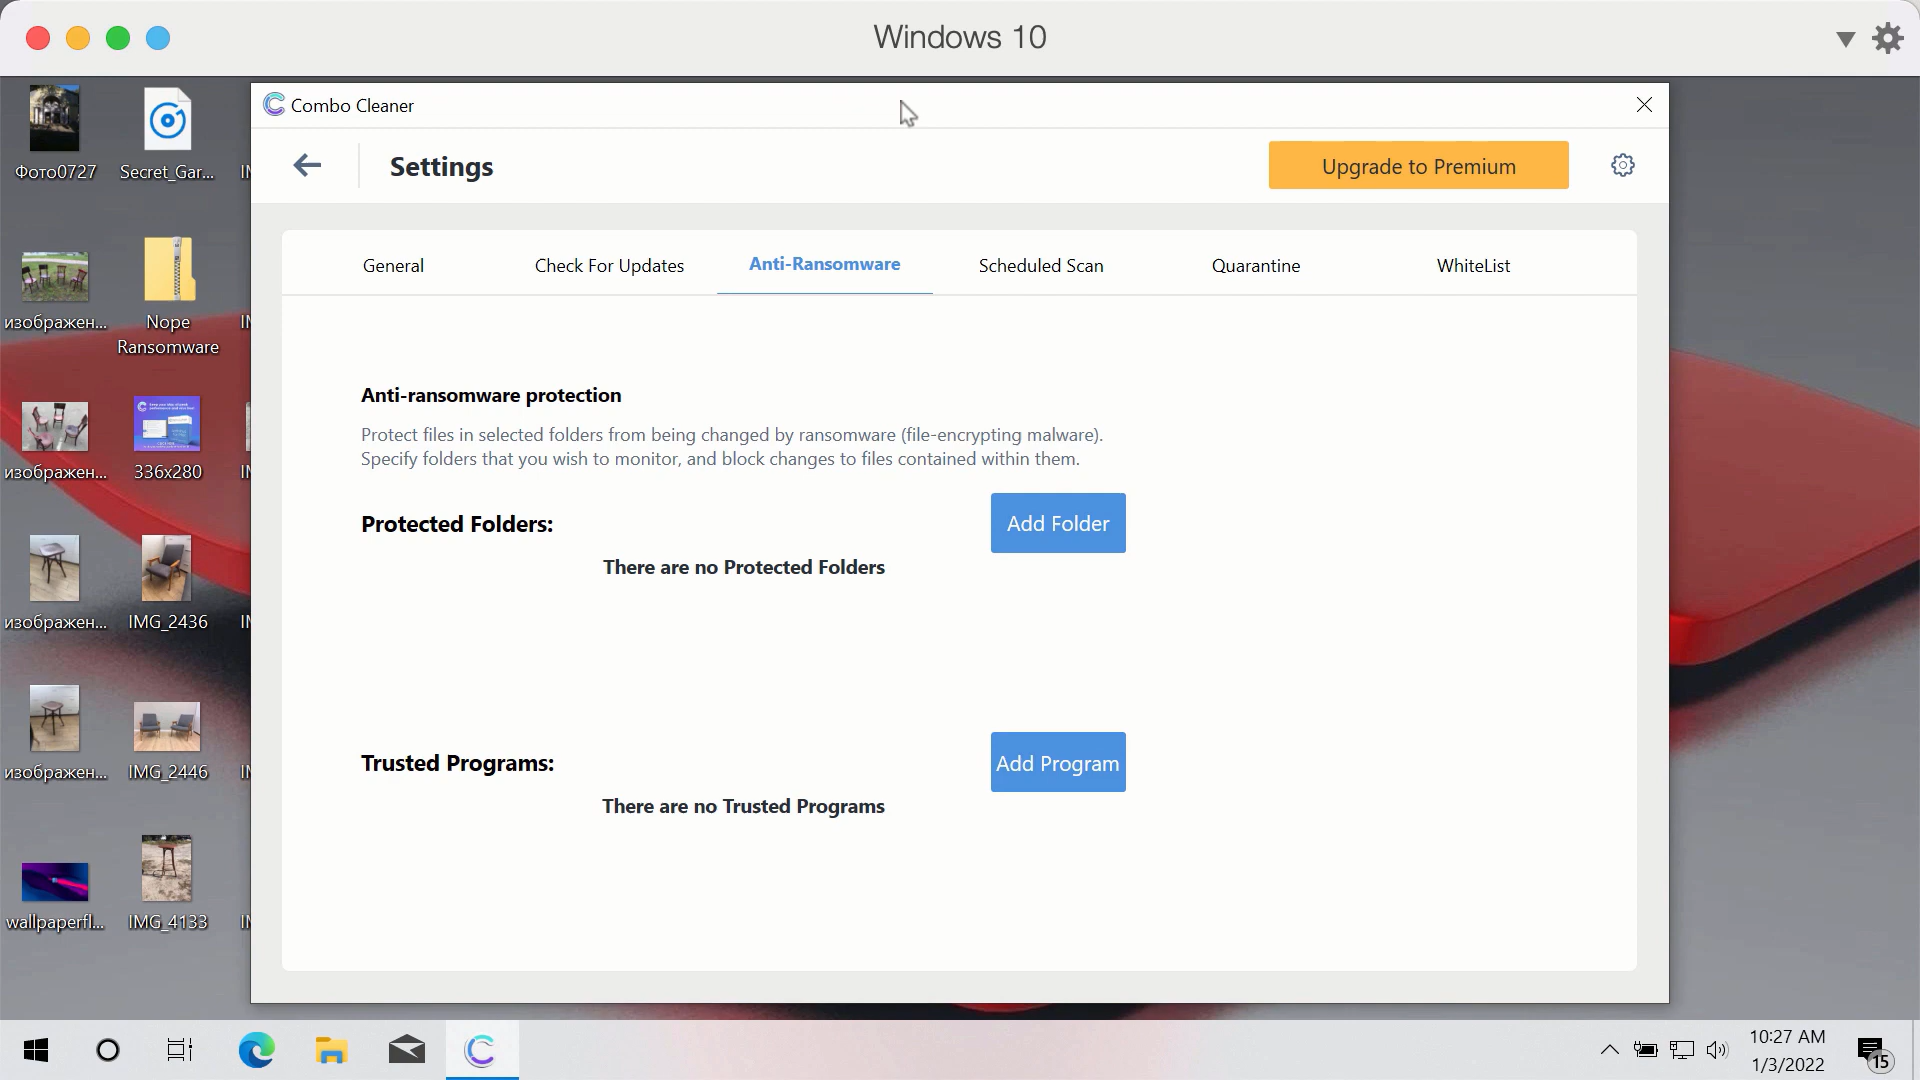 Windows 10
Combo Cleaner
Settings
Upgrade to Premium
General
Check For Updates
Anti-Ransomware
Scheduled Scan
Quarantine
WhiteList
Anti-ransomware protection
Protect files in selected folders from being changed by ransomware (file-encrypting malware).
Specify folders that you wish to monitor, and block changes to files contained within them.
Protected Folders:
Add Folder
There are no Protected Folders
Trusted Programs:
Add Program
There are no Trusted Programs
Фото0727
Secret_Gar...
изображен...
Nope
Ransomware
изображен...
336x280
изображен...
IMG_2436
изображен...
IMG_2446
wallpaperfl...
IMG_4133
10:27 AM
1/3/2022
15